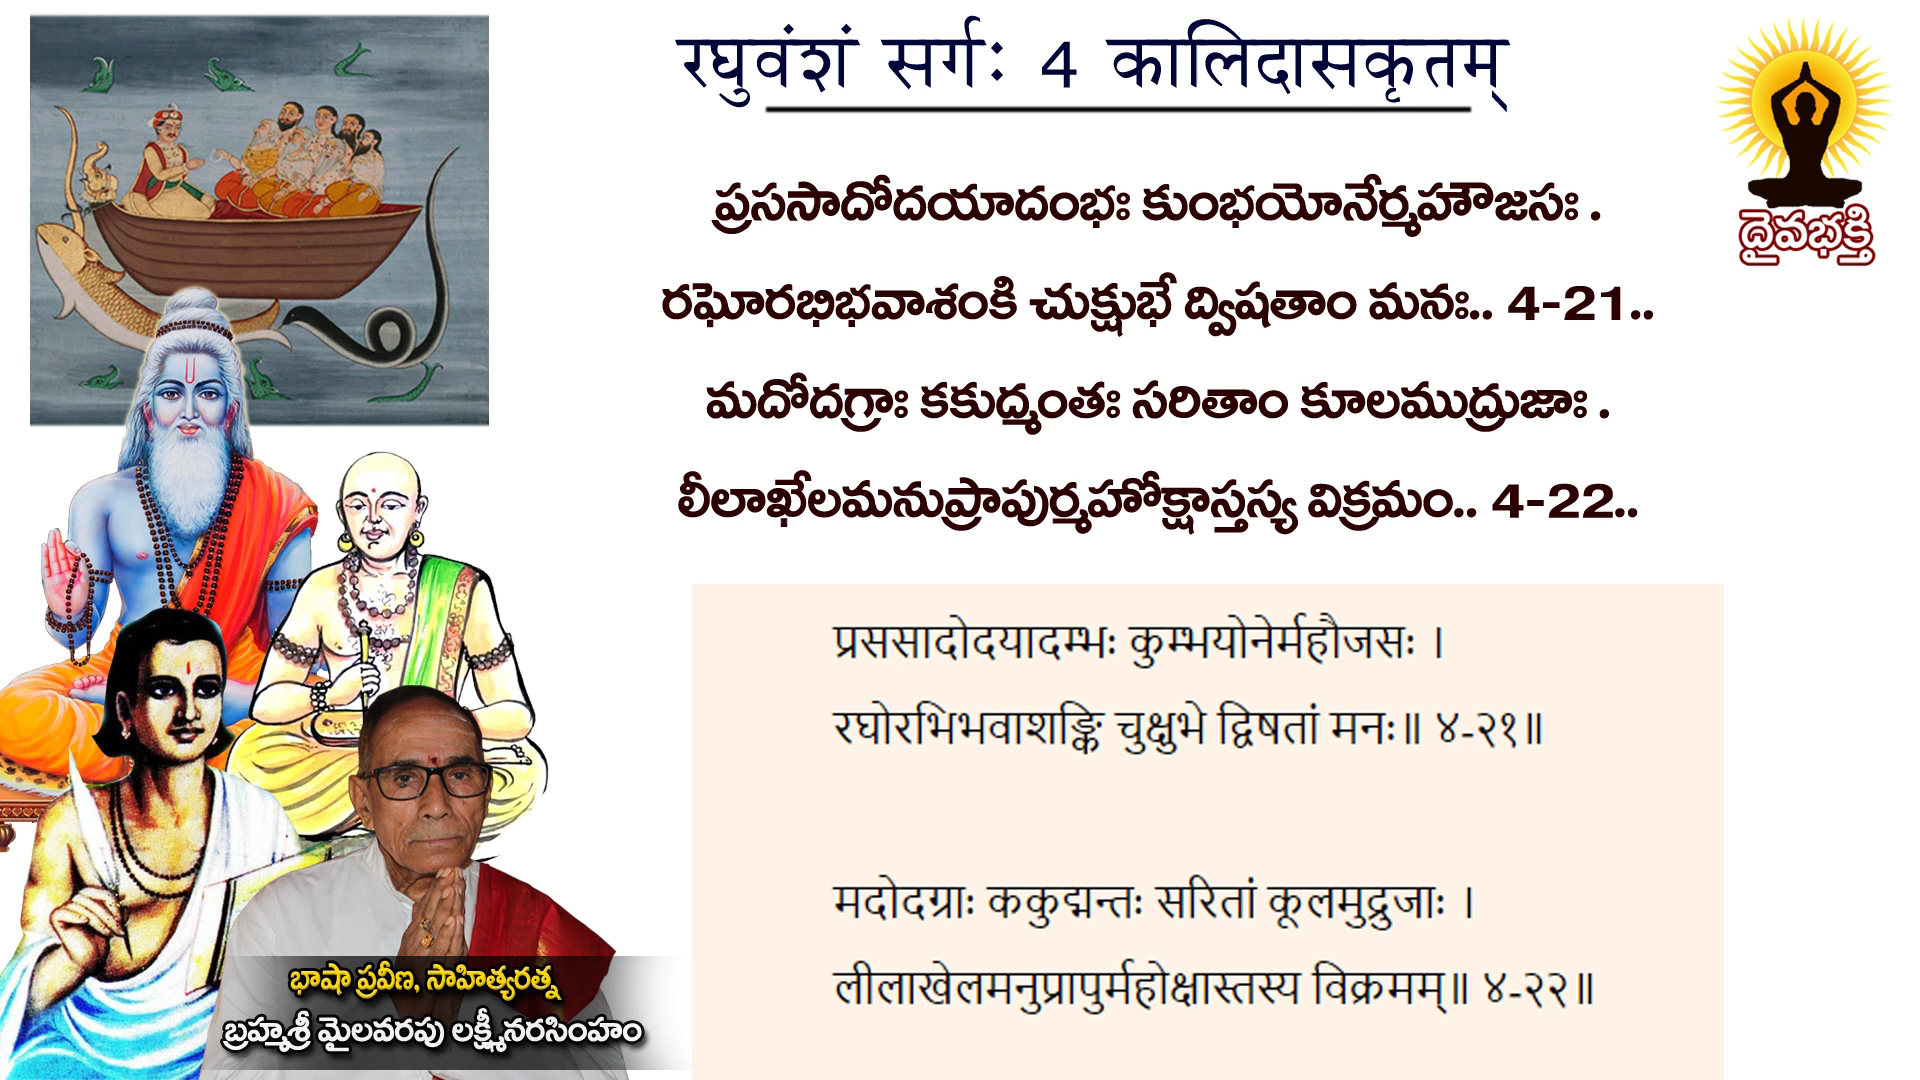 रघुवंशं सर्गः 4 कालिदासकृतम्
దైవభక్తి
ప్రససాదోదయాదంభః కుంభయోనేర్మహౌజసః .
రఘోరభిభవాశంకి చుక్షుభే ద్విషతాం మనః.. 4-21..
మదోదగ్రాః కకుద్మంతః సరితాం కూలముద్రుజాః .
లీలాఖేలమనుప్రాపుర్మహోక్షాస్తస్య విక్రమం.. 4-22..
प्रससादोदयादम्भः कुम्भयोनेर्महौजसः ।
रघोरभिभवाशङ्कि चुक्षुभे द्विषतां मनः॥ ४-२१॥
मदोदग्राः ककुद्मन्तः सरितां कूलमुद्रुजाः ।
लीलाखेलमनुप्रापुर्महोक्षास्तस्य विक्रमम्॥ ४-२२॥
భాషా ప్రవీణ, సాహిత్యరత్న
బ్రహ్మశ్రీ మైలవరపు లక్ష్మీనరసింహం